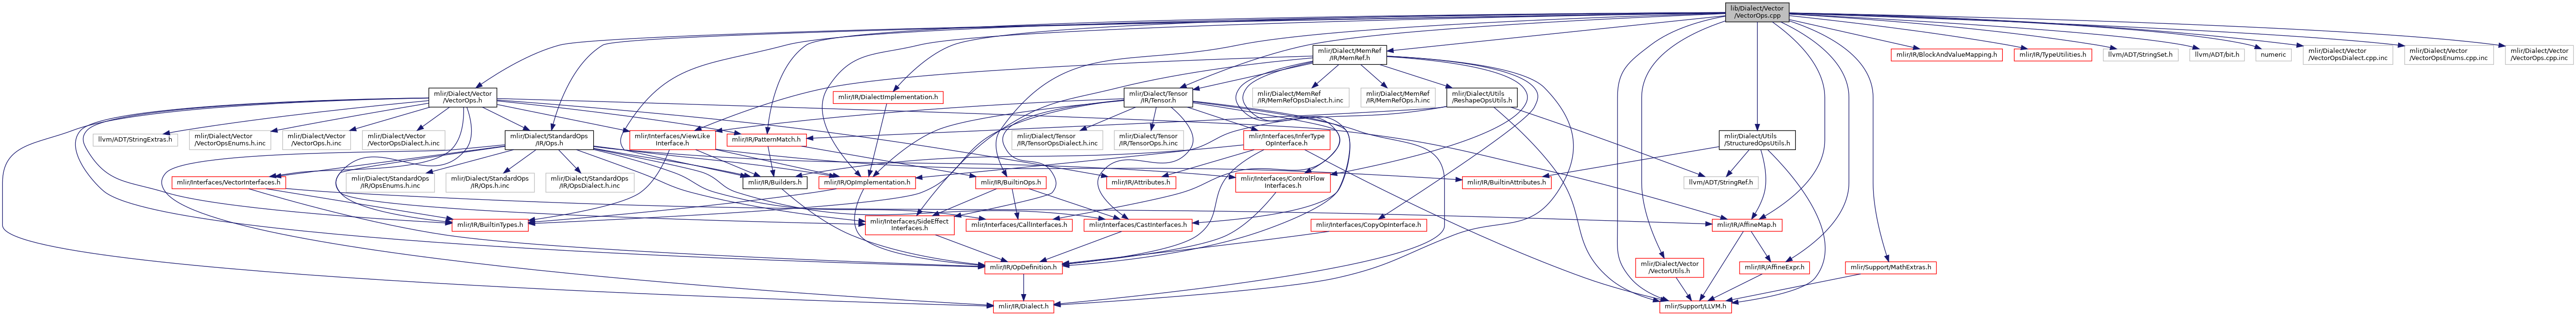 lib/Dialect/Vector
/VectorOps.cpp
mlir/Dialect/MemRef
/IR/MemRef.h
mlir/IR/BlockAndValueMapping.h
mlir/IR/TypeUtilities.h
llvm/ADT/StringSet.h
llvm/ADT/bit.h
numeric
mlir/Dialect/Vector
/VectorOpsDialect.cpp.inc
mlir/Dialect/Vector
/VectorOpsEnums.cpp.inc
mlir/Dialect/Vector
/VectorOps.cpp.inc
mlir/Dialect/Vector
/VectorOps.h
mlir/IR/DialectImplementation.h
mlir/Dialect/Tensor
/IR/Tensor.h
mlir/Dialect/MemRef
/IR/MemRefOpsDialect.h.inc
mlir/Dialect/MemRef
/IR/MemRefOps.h.inc
mlir/Dialect/Utils
/ReshapeOpsUtils.h
llvm/ADT/StringExtras.h
mlir/Dialect/Vector
/VectorOpsEnums.h.inc
mlir/Dialect/Vector
/VectorOps.h.inc
mlir/Dialect/Vector
/VectorOpsDialect.h.inc
mlir/Dialect/StandardOps
/IR/Ops.h
mlir/Interfaces/ViewLike
Interface.h
mlir/IR/PatternMatch.h
mlir/Dialect/Tensor
/IR/TensorOpsDialect.h.inc
mlir/Dialect/Tensor
/IR/TensorOps.h.inc
mlir/Interfaces/InferType
OpInterface.h
mlir/Dialect/Utils
/StructuredOpsUtils.h
mlir/Interfaces/VectorInterfaces.h
mlir/Dialect/StandardOps
/IR/OpsEnums.h.inc
mlir/Dialect/StandardOps
/IR/Ops.h.inc
mlir/Dialect/StandardOps
/IR/OpsDialect.h.inc
mlir/IR/Builders.h
mlir/IR/OpImplementation.h
mlir/IR/BuiltinOps.h
mlir/IR/Attributes.h
mlir/Interfaces/ControlFlow
Interfaces.h
mlir/IR/BuiltinAttributes.h
llvm/ADT/StringRef.h
mlir/IR/BuiltinTypes.h
mlir/Interfaces/SideEffect
Interfaces.h
mlir/Interfaces/CallInterfaces.h
mlir/Interfaces/CastInterfaces.h
mlir/Interfaces/CopyOpInterface.h
mlir/IR/AffineMap.h
mlir/IR/OpDefinition.h
mlir/Dialect/Vector
/VectorUtils.h
mlir/IR/AffineExpr.h
mlir/Support/MathExtras.h
mlir/IR/Dialect.h
mlir/Support/LLVM.h